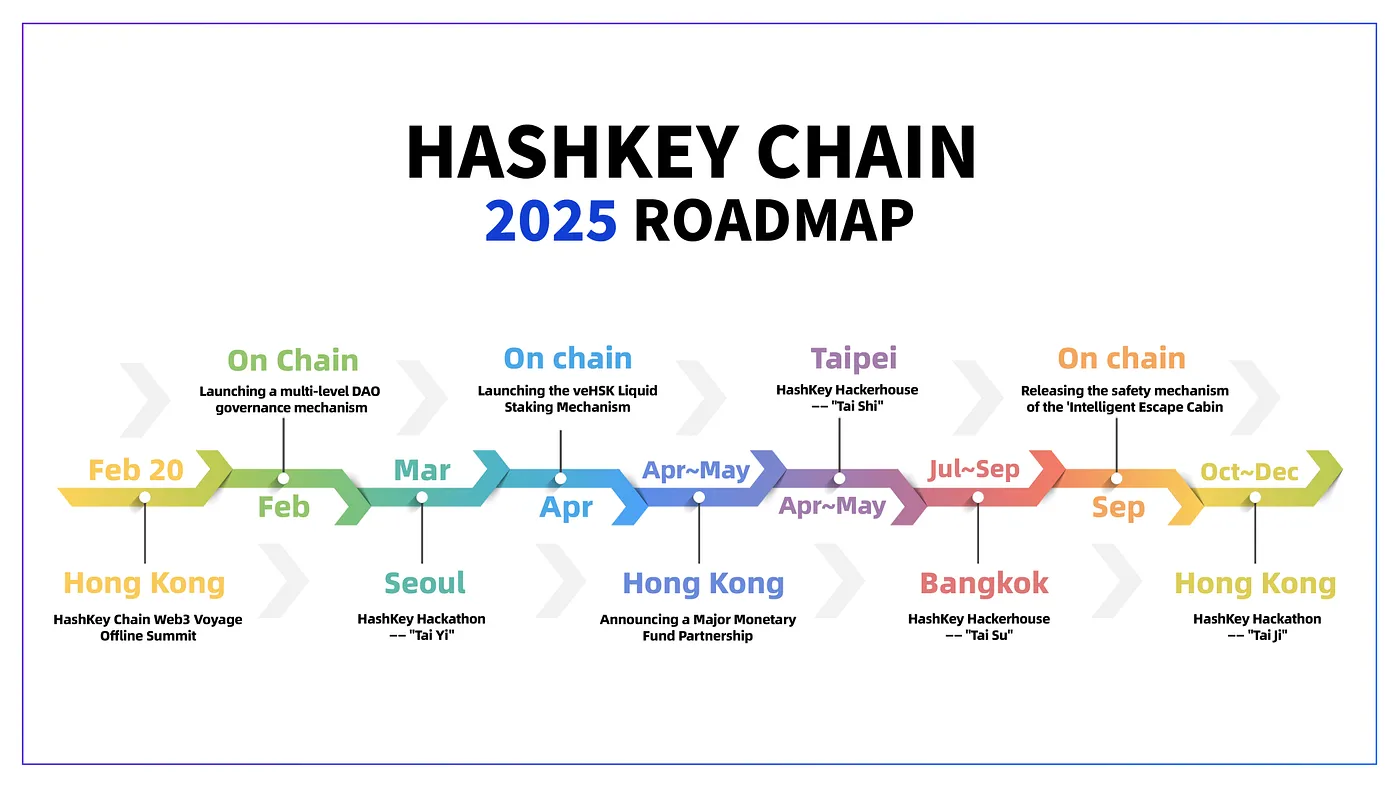 HASHKEY CHAIN
2025 ROADMAP
Feb 20
Hong Kong
HashKey Chain Web3 Voyage
Offline Summit
On Chain
Launching a multi-level DAO
governance mechanism
Feb
Mar
Seoul
HashKey Hackathon
—— "Tai Yi"
On chain
Launching the veHSK Liquid
Staking Mechanism
Apr
Apr~May
Hong Kong
Announcing a Major Monetary
Fund Partnership
Taipei
HashKey Hackerhouse
—— "Tai Shi"
Apr~May
Jul~Sep
Bangkok
HashKey Hackerhouse
—— "Tai Su"
On chain
Releasing the safety mechanism
of the 'Intelligent Escape Cabin
Sep
Oct~Dec
Hong Kong
HashKey Hackathon
—— "Tai Ji"